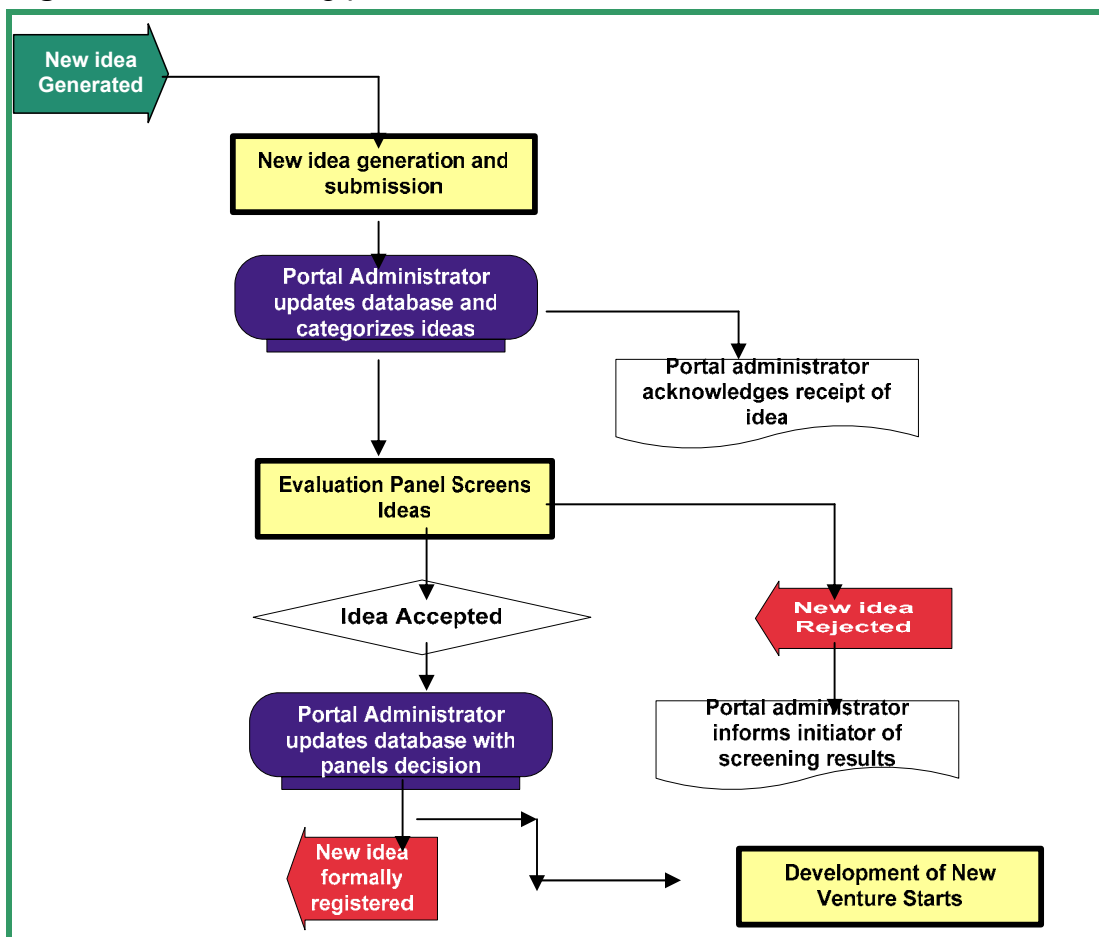 New idea
Generated
New idea generation and
submission
Portal Administrator
updates database and
categorizes ideas
Portal administrator
acknowledges receipt of
idea
Evaluation Panel Screens
Ideas
Idea Accepted
New idea
Rejected
Portal Administrator
updates database with
panels decision
Portal administrator
informs initiator of
screening results
New idea
formally
registered
Development of New
Venture Starts